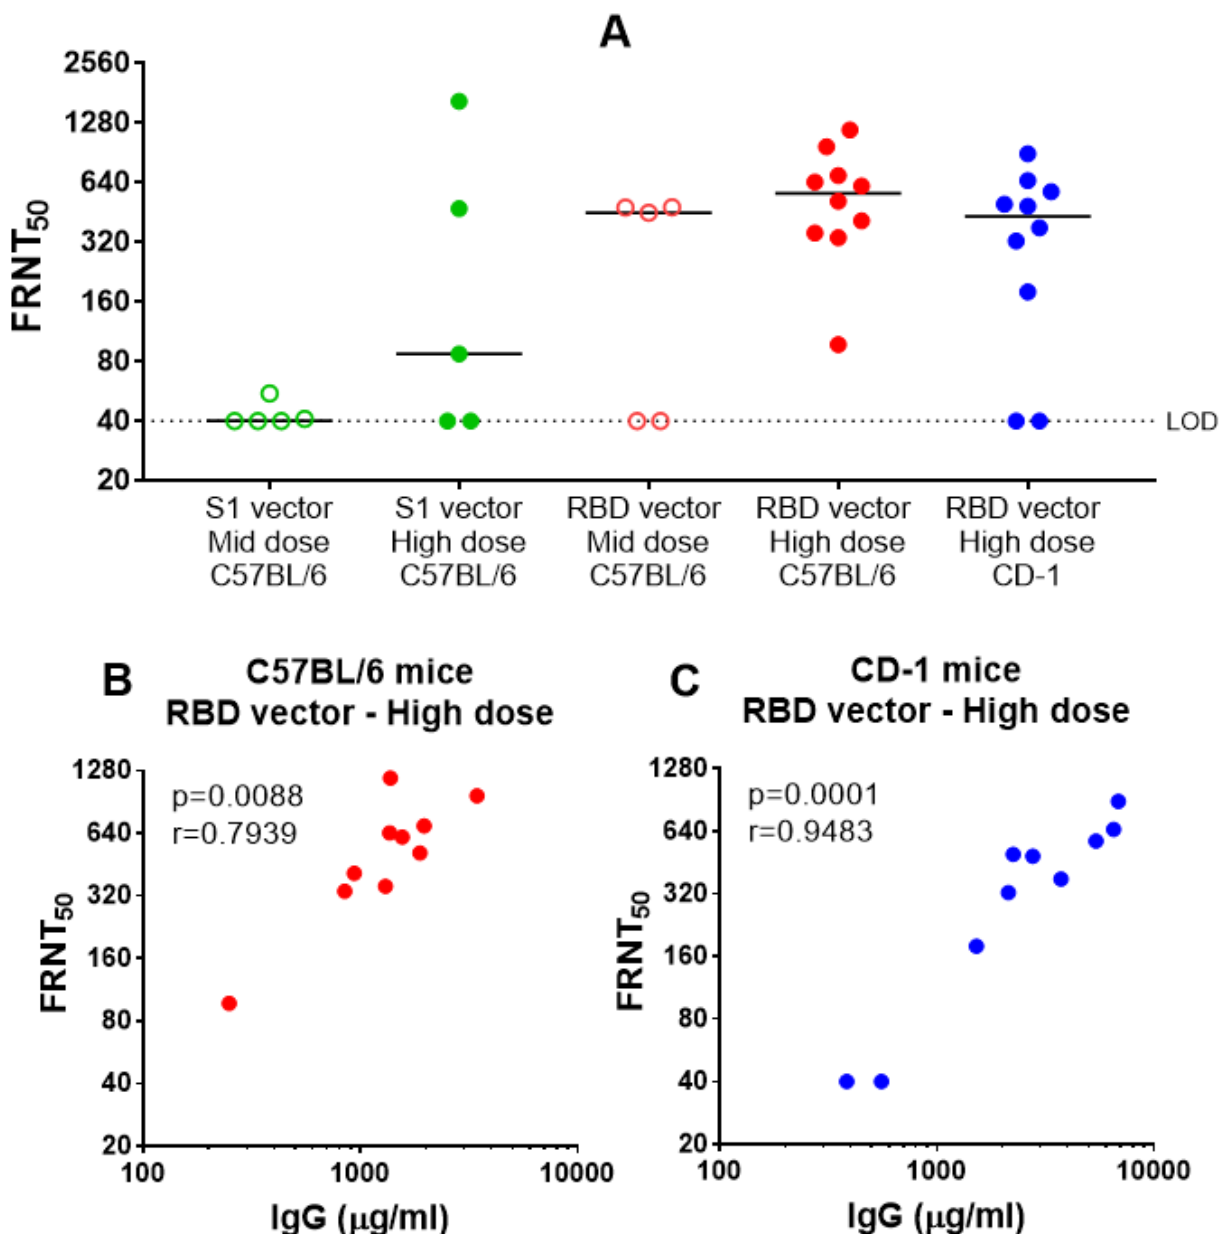 A
2560
1280
640
320
160
80
40
20
FRNT50
LOD
S1 vector
Mid dose
C57BL/6
S1 vector
High dose
C57BL/6
RBD vector
Mid dose
C57BL/6
RBD vector
High dose
C57BL/6
RBD vector
High dose
CD-1
B
C57BL/6 mice
RBD vector - High dose
p=0.0088
r=0.7939
1280
640
320
160
80
40
20
FRNT50
100
1000
10000
IgG (μg/ml)
C
CD-1 mice
RBD vector - High dose
p=0.0001
r=0.9483
1280
640
320
160
80
40
20
FRNT50
100
1000
10000
IgG (μg/ml)